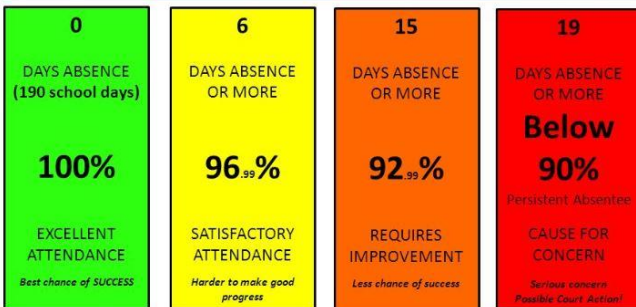 0
DAYS ABSENCE
(190 school days)
100%
EXCELLENT
ATTENDANCE
Best chance of SUCCESS
6
DAYS ABSENCE
OR MORE
96.99%
SATISFACTORY
ATTENDANCE
Harder to make good
progress
15
DAYS ABSENCE
OR MORE
92.99%
REQUIRES
IMPROVEMENT
Less chance of success
19
DAYS ABSENCE
OR MORE
Below
90%
Persistent Absentee
CAUSE FOR
CONCERN
Serious concern
Possible Court Action!